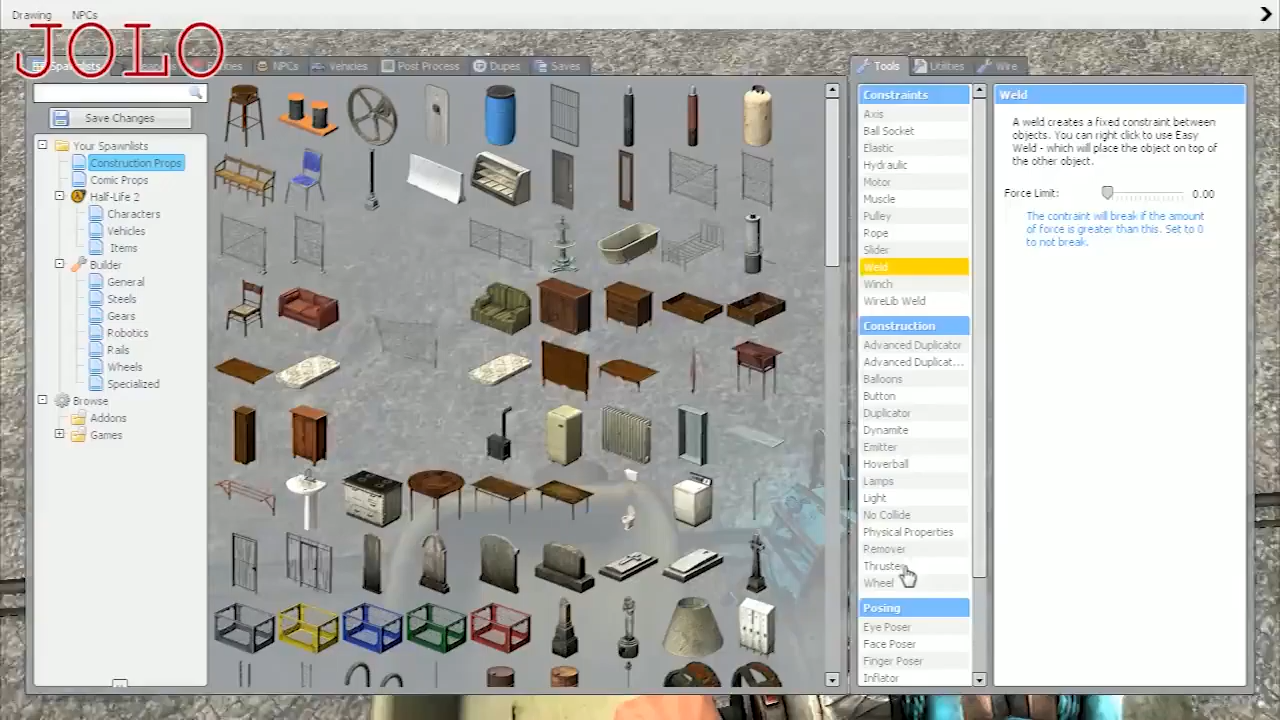 Drawing NPCs
JOLO
Spawnlists
NPCs
Vehicles
Post Process
Dupes
Saves
Tools
Utilities
Wire
Save Changes
Your Spawnlists
Construction Props
Comic Props
Half-Life 2
Characters
Vehicles
Items
Builder
General
Steels
Gears
Robotics
Rails
Wheels
Specialized
Browse
Addons
Games
Constraints
Axis
Ball Socket
Elastic
Hydraulic
Motor
Muscle
Pulley
Rope
Slider
Weld
Winch
WireLib Weld
Construction
Advanced Duplicator
Advanced Duplicat...
Balloons
Button
Duplicator
Dynamite
Emitter
Hoverball
Lamps
Light
No Collide
Physical Properties
Remover
Thruster
Wheel
Posing
Eye Poser
Face Poser
Finger Poser
Inflator
Weld
A weld creates a fixed constraint between
objects. You can right click to use Easy
Weld - which will place the object on top of
the other object.
Force Limit: 0.00
The contraint will break if the amount
of force is greater than this. Set to 0
to not break.